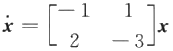 ẋ = [ −1 1 ; 2 −3 ] x